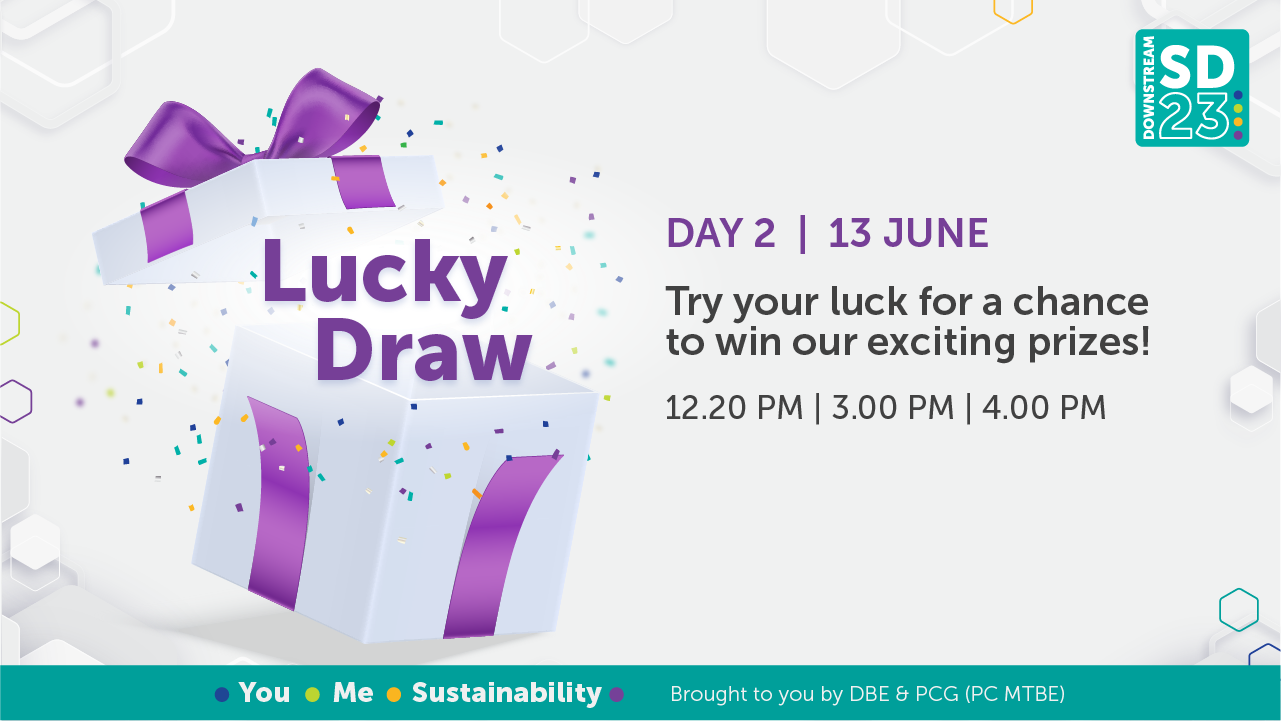 DOWNSTREAM
SD
23
Lucky
Draw
DAY 2 | 13 JUNE
Try your luck for a chance
to win our exciting prizes!
12.20 PM | 3.00 PM | 4.00 PM
You • Me • Sustainability
Brought to you by DBE & PCG (PC MTBE)